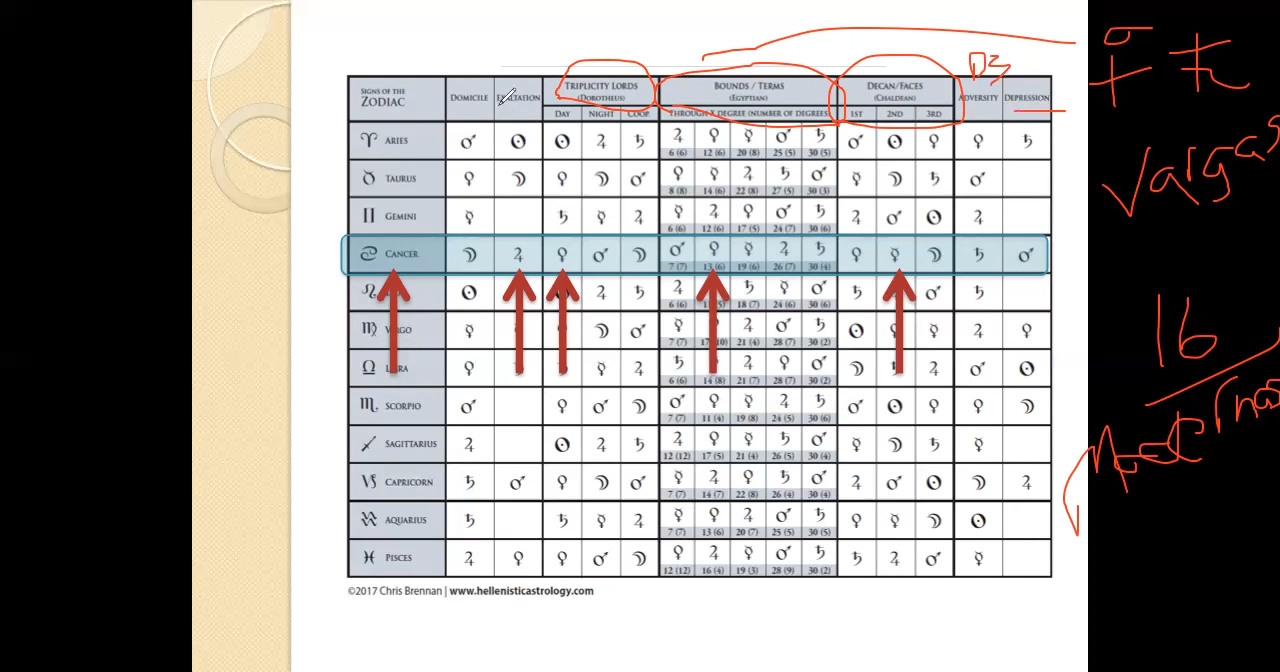 SIGNS OF THE ZODIAC DOMICILE EXALTATION TRIPLICITY LORDS (DOROTHEUS) BOUNDS / TERMS (EGYPTIAN) DECAN/FACES (CHALDEAN) ADVERSITY DEPRESSION
DAY NIGHT COOP. THROUGH X DEGREE (NUMBER OF DEGREES) 1ST 2ND 3RD
♈ ARIES ♂ ☉ ☉ ♃ ♄ ♃ ♀ ☿ ♂ ♄ ♂ ☉ ♀ ♀ ♄
6 (6) 12 (6) 20 (8) 25 (5) 30 (5)
♉ TAURUS ♀ ☽ ♀ ☽ ♂ ♀ ☿ ♃ ♄ ♂ ☿ ☽ ♄ ♂
8 (8) 14 (6) 22 (8) 27 (5) 30 (3)
♊ GEMINI ☿ ♄ ☿ ♃ ☿ ♃ ♀ ♂ ♄ ♃ ♂ ☉ ♃
6 (6) 12 (6) 17 (5) 24 (7) 30 (6)
♋ CANCER ☽ ♃ ♀ ♂ ☽ ♂ ♀ ☿ ♃ ♄ ♀ ☿ ☽ ♄ ♂
7 (7) 13 (6) 19 (6) 26 (7) 30 (4)
♌ ☉ ♃ ♄ ♃ ♄ ☿ ♂ ♄ ♂ ♄
6 (6) 18 (7) 24 (6) 30 (6)
♍ VIRGO ☿ ☽ ♂ ☿ ♃ ♂ ♄ ☉ ☿ ♃ ♀
7 (7) 17 (10) 21 (4) 28 (7) 30 (2)
♎ LIBRA ♀ ☿ ♃ ♄ ♃ ♀ ♂ ☽ ♃ ♂ ☉
6 (6) 14 (8) 21 (7) 28 (7) 30 (2)
♏ SCORPIO ♂ ♀ ♂ ☽ ♂ ♀ ☿ ♃ ♄ ♂ ☉ ♀ ♀ ☽
7 (7) 11 (4) 19 (8) 24 (5) 30 (6)
♐ SAGITTARIUS ♃ ☉ ♃ ♄ ♃ ♀ ☿ ♄ ♂ ☿ ☽ ♄ ☿
12 (12) 17 (5) 21 (4) 26 (5) 30 (4)
♑ CAPRICORN ♄ ♂ ♀ ☽ ♂ ☿ ♃ ♀ ♄ ♂ ♃ ♂ ☉ ☽ ♃
7 (7) 14 (7) 22 (8) 26 (4) 30 (4)
♒ AQUARIUS ♄ ♄ ☿ ♃ ☿ ♀ ♃ ♂ ♄ ♀ ☿ ☽ ☉
7 (7) 13 (6) 20 (7) 25 (5) 30 (5)
♓ PISCES ♃ ♀ ♀ ♂ ☽ ♀ ♃ ☿ ♂ ♄ ♄ ♃ ♂ ☿
12 (12) 16 (4) 19 (3) 28 (9) 30 (2)
©2017 Chris Brennan | www.hellenisticastrology.com
D3
Vargas
16